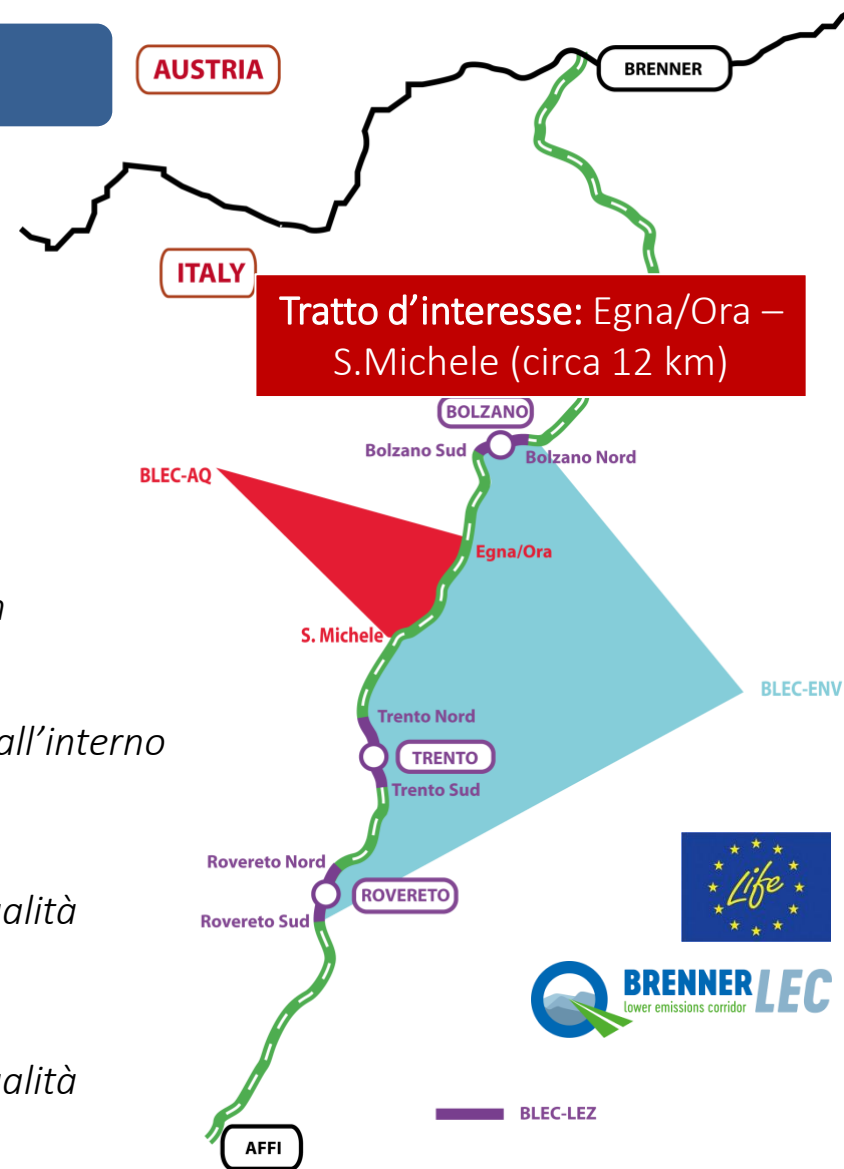 AUSTRIA
BRENNER
ITALY
Tratto d’interesse: Egna/Ora –
S.Michele (circa 12 km)
BOLZANO
Bolzano Sud
Bolzano Nord
BLEC-AQ
Egna/Ora
S. Michele
BLEC-ENV
Trento Nord
all’interno
TRENTO
Trento Sud
Rovereto Nord
ROVERETO
Rovereto Sud
Life
BRENNER LEC
lower emissions corridor
BLEC-LEZ
AFFI